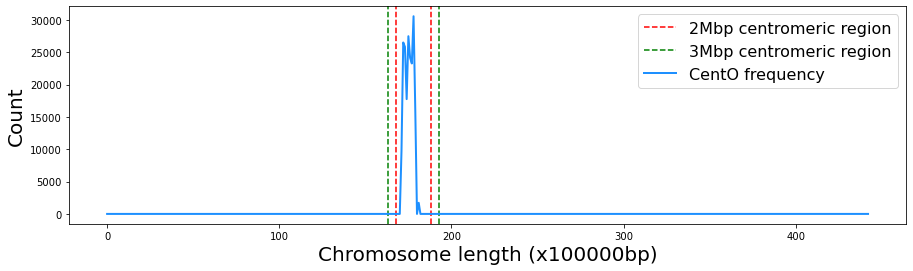 30000
25000
20000
15000
10000
5000
0
Count
2Mbp centromeric region
3Mbp centromeric region
CentO frequency
0 100 200 300 400
Chromosome length (x100000bp)